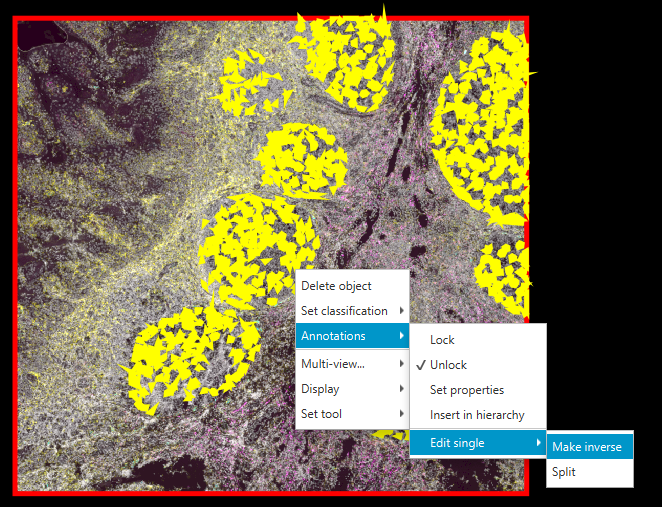 Delete object
Set classification
Annotations
Multi-view...
Display
Set tool
Lock
✓ Unlock
Set properties
Insert in hierarchy
Edit single
Make inverse
Split